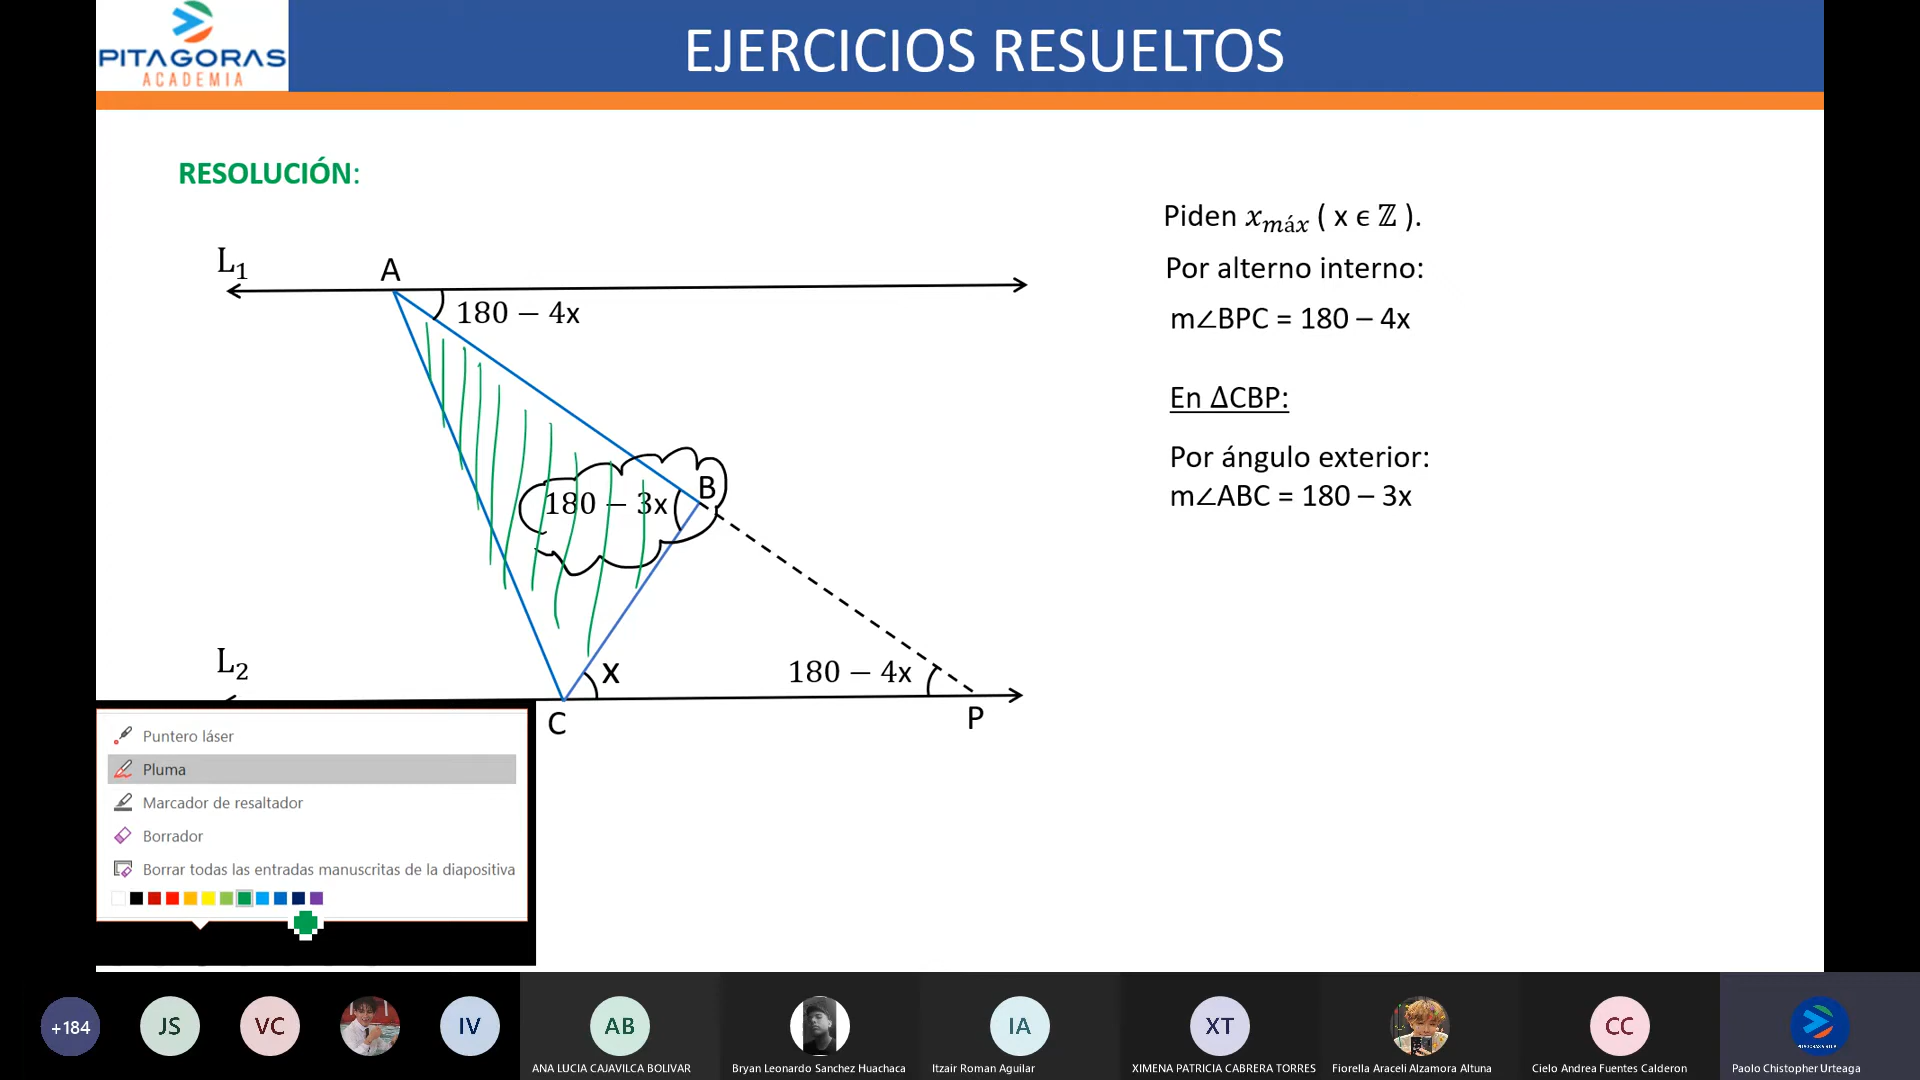 PITAGORAS
ACADEMIA
EJERCICIOS RESUELTOS
RESOLUCIÓN:
L₁
A
180 − 4x
180 − 3x
B
L₂
X
180 − 4x
C
P
Piden 𝑥ₘáₓ ( x ϵ ℤ ).
Por alterno interno:
m∠BPC = 180 – 4x
En ΔCBP:
Por ángulo exterior:
m∠ABC = 180 – 3x
Puntero láser
Pluma
Marcador de resaltador
Borrador
Borrar todas las entradas manuscritas de la diapositiva
+184
JS
VC
IV
AB
IA
XT
CC
ANA LUCIA CAJAVILCA BOLIVAR
Bryan Leonardo Sanchez Huachaca
Itzair Roman Aguilar
XIMENA PATRICIA CABRERA TORRES
Fiorella Araceli Alzamora Altuna
Cielo Andrea Fuentes Calderon
Paolo Chistopher Urteaga